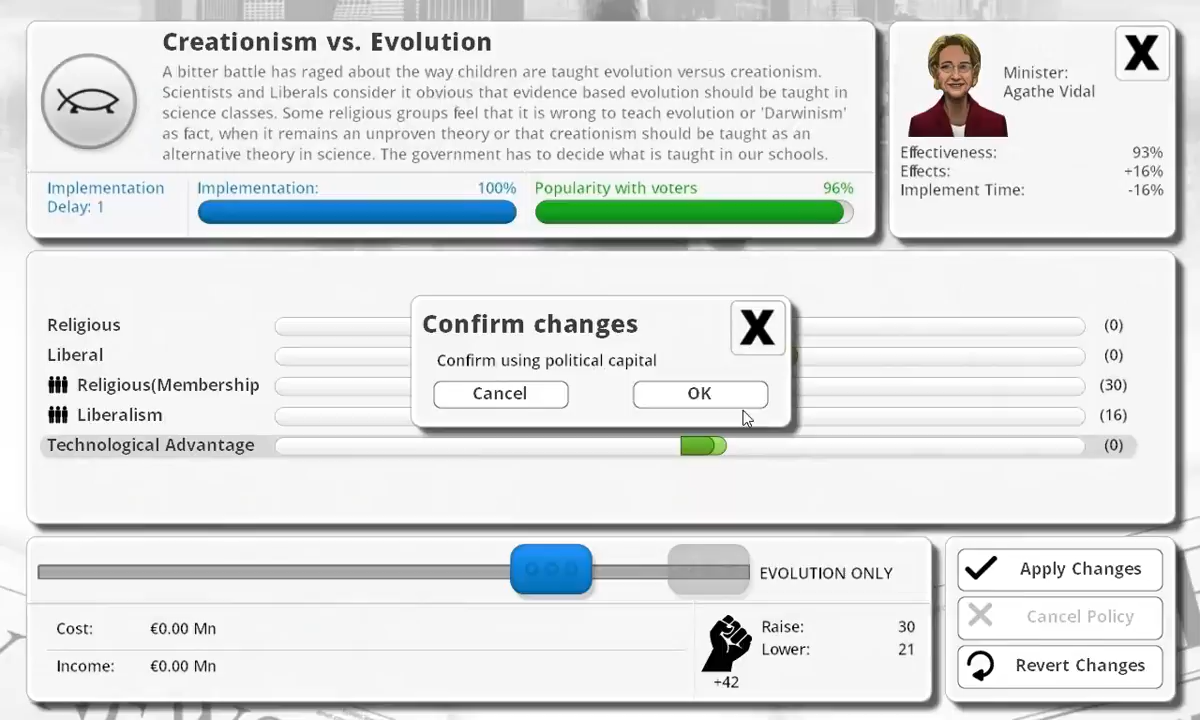 Creationism vs. Evolution
A bitter battle has raged about the way children are taught evolution versus creationism.
Scientists and Liberals consider it obvious that evidence based evolution should be taught in
science classes. Some religious groups feel that it is wrong to teach evolution or 'Darwinism'
as fact, when it remains an unproven theory or that creationism should be taught as an
alternative theory in science. The government has to decide what is taught in our schools.
Implementation
Delay: 1
Implementation: 100%
Popularity with voters 96%
X
Minister:
Agathe Vidal
Effectiveness: 93%
Effects: +16%
Implement Time: -16%
Religious (0)
Liberal (0)
Religious(Membership (30)
Liberalism (16)
Technological Advantage (0)
Confirm changes
X
Confirm using political capital
Cancel OK
EVOLUTION ONLY
Cost: €0.00 Mn
Income: €0.00 Mn
+42
Raise: 30
Lower: 21
Apply Changes
Cancel Policy
Revert Changes